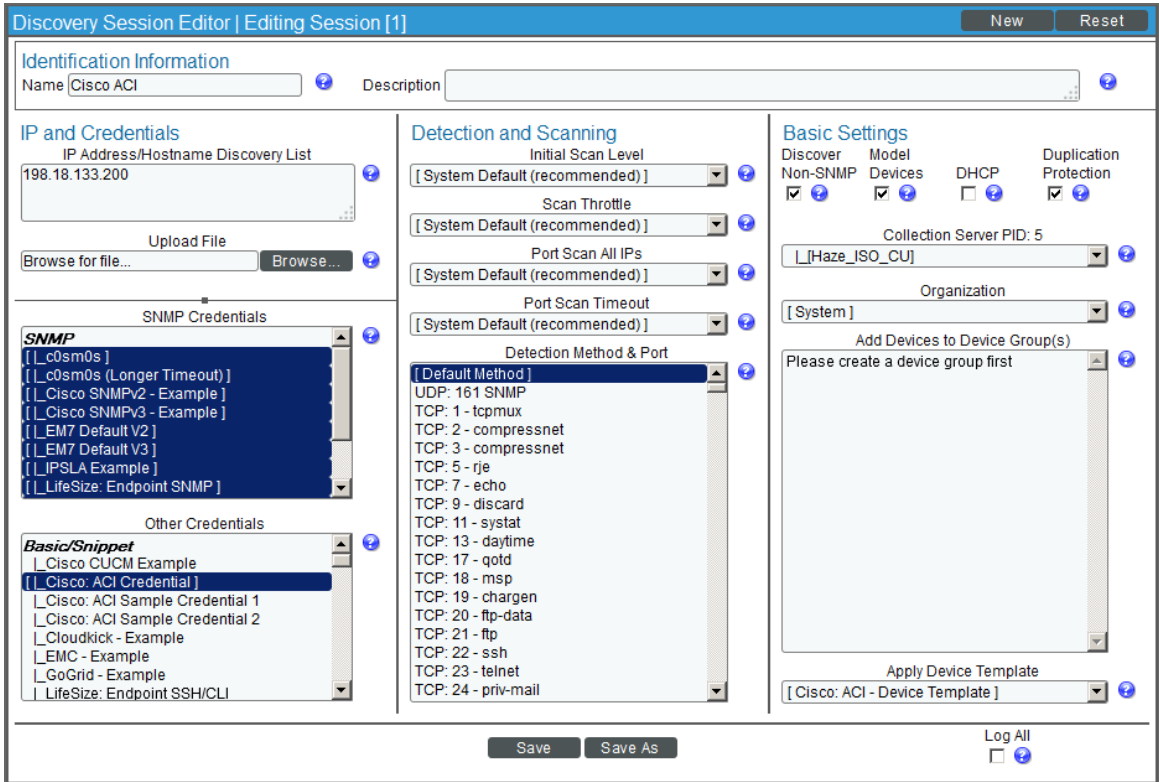 Discovery Session Editor | Editing Session [1]
New
Reset
Identification Information
Name
Cisco ACI
Description
IP and Credentials
IP Address/Hostname Discovery List
198.18.133.200
Upload File
Browse for file...
Browse...
SNMP Credentials
SNMP
[ |_c0sm0s ]
[ |_c0sm0s (Longer Timeout) ]
[ |_Cisco SNMPv2 - Example ]
[ |_Cisco SNMPv3 - Example ]
[ |_EM7 Default V2 ]
[ |_EM7 Default V3 ]
[ |_IPSLA Example ]
[ |_LifeSize: Endpoint SNMP ]
Other Credentials
Basic/Snippet
|_Cisco CUCM Example
[ |_Cisco: ACI Credential ]
|_Cisco: ACI Sample Credential 1
|_Cisco: ACI Sample Credential 2
|_Cloudkick - Example
|_EMC - Example
|_GoGrid - Example
|_LifeSize: Endpoint SSH/CLI
Detection and Scanning
Initial Scan Level
[ System Default (recommended) ]
Scan Throttle
[ System Default (recommended) ]
Port Scan All IPs
[ System Default (recommended) ]
Port Scan Timeout
[ System Default (recommended) ]
Detection Method & Port
[ Default Method ]
UDP: 161 SNMP
TCP: 1 - tcpmux
TCP: 2 - compressnet
TCP: 3 - compressnet
TCP: 5 - rje
TCP: 7 - echo
TCP: 9 - discard
TCP: 11 - systat
TCP: 13 - daytime
TCP: 17 - qotd
TCP: 18 - msp
TCP: 19 - chargen
TCP: 20 - ftp-data
TCP: 21 - ftp
TCP: 22 - ssh
TCP: 23 - telnet
TCP: 24 - priv-mail
Basic Settings
Discover Non-SNMP
Model Devices
DHCP
Duplication Protection
Collection Server PID: 5
|_[Haze_ISO_CU]
Organization
[ System ]
Add Devices to Device Group(s)
Please create a device group first
Apply Device Template
[ Cisco: ACI - Device Template ]
Save
Save As
Log All